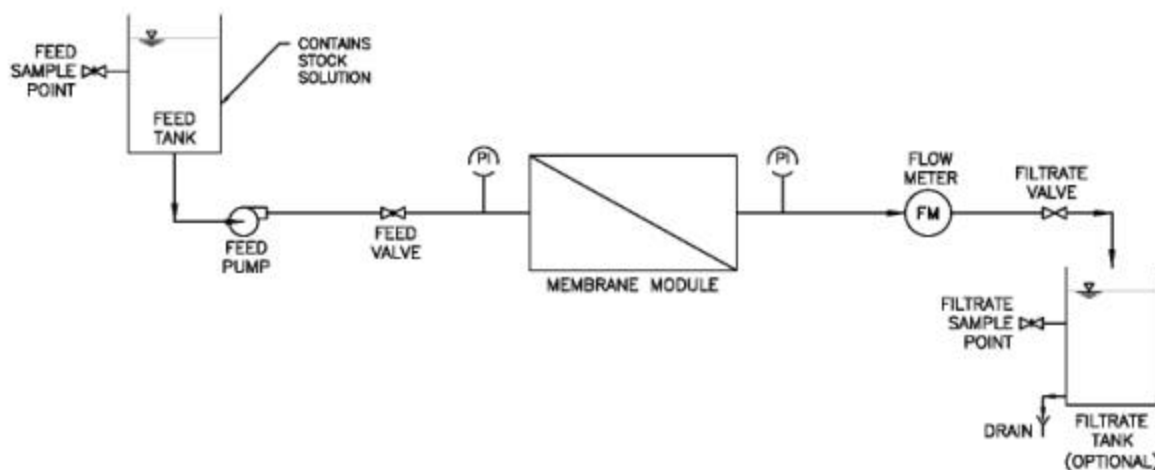 FEED
SAMPLE
POINT
CONTAINS
STOCK
SOLUTION
FEED
TANK
FEED
PUMP
FEED
VALVE
PI
MEMBRANE MODULE
PI
FLOW
METER
FM
FILTRATE
VALVE
FILTRATE
SAMPLE
POINT
DRAIN
FILTRATE
TANK
(OPTIONAL)